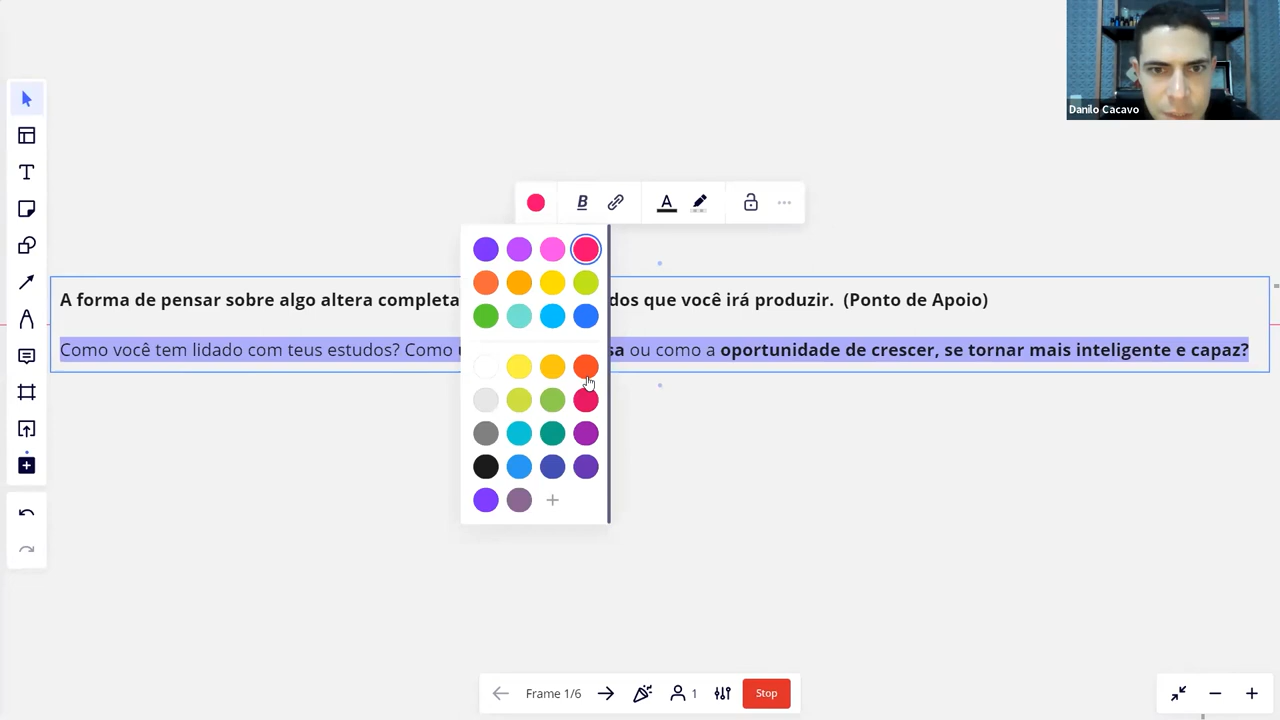 Danilo Cacavo
B
A
A forma de pensar sobre algo altera completa dos que você irá produzir. (Ponto de Apoio)
Como você tem lidado com teus estudos? Como sa ou como a oportunidade de crescer, se tornar mais inteligente e capaz?
Frame 1/6
1
Stop